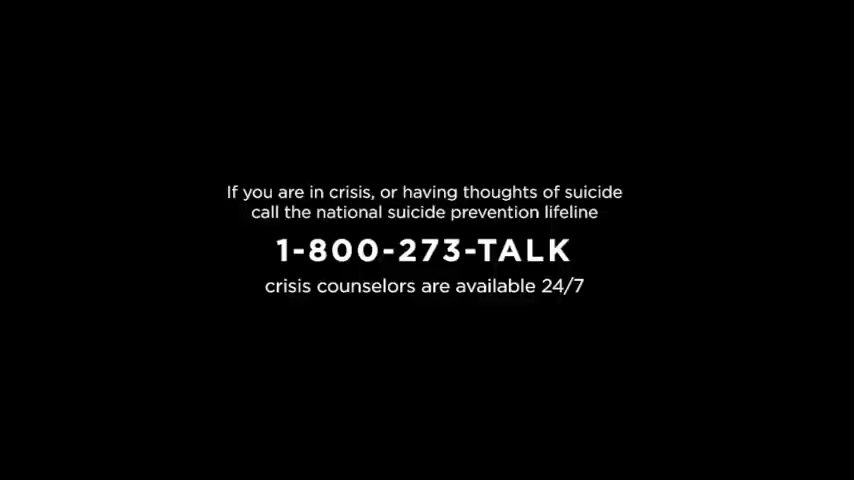 If you are in crisis, or having thoughts of suicide
call the national suicide prevention lifeline
1-800-273-TALK
crisis counselors are available 24/7